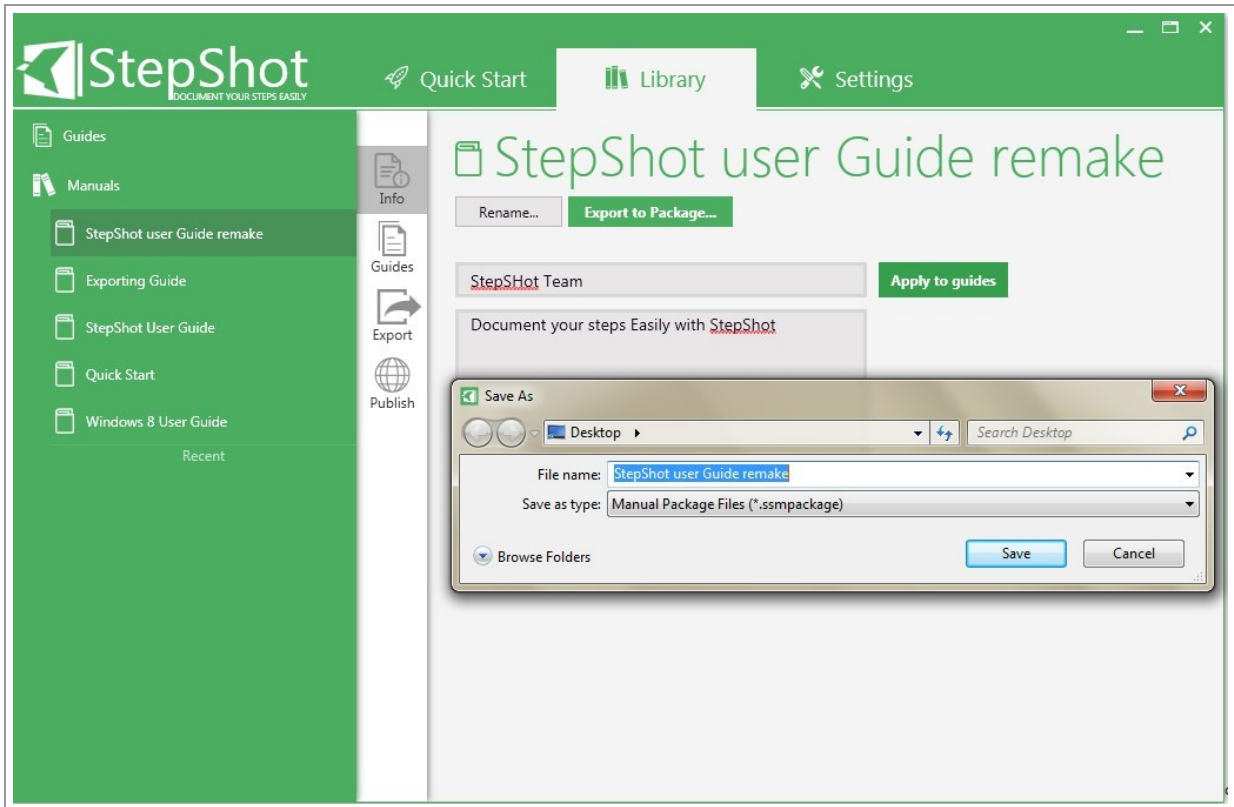 StepShot
DOCUMENT YOUR STEPS EASILY
Quick Start
Library
Settings
Guides
Manuals
StepShot user Guide remake
Exporting Guide
StepShot User Guide
Quick Start
Windows 8 User Guide
Recent
Info
Guides
Export
Publish
StepShot user Guide remake
Rename...
Export to Package...
StepSHot Team
Apply to guides
Document your steps Easily with StepShot
Save As
Desktop
Search Desktop
File name: StepShot user Guide remake
Save as type: Manual Package Files (*.ssmpackage)
Browse Folders
Save
Cancel